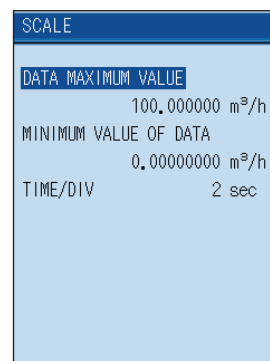 SCALE
DATA MAXIMUM VALUE
100.000000 m³/h
MINIMUM VALUE OF DATA
0.00000000 m³/h
TIME/DIV 2 sec